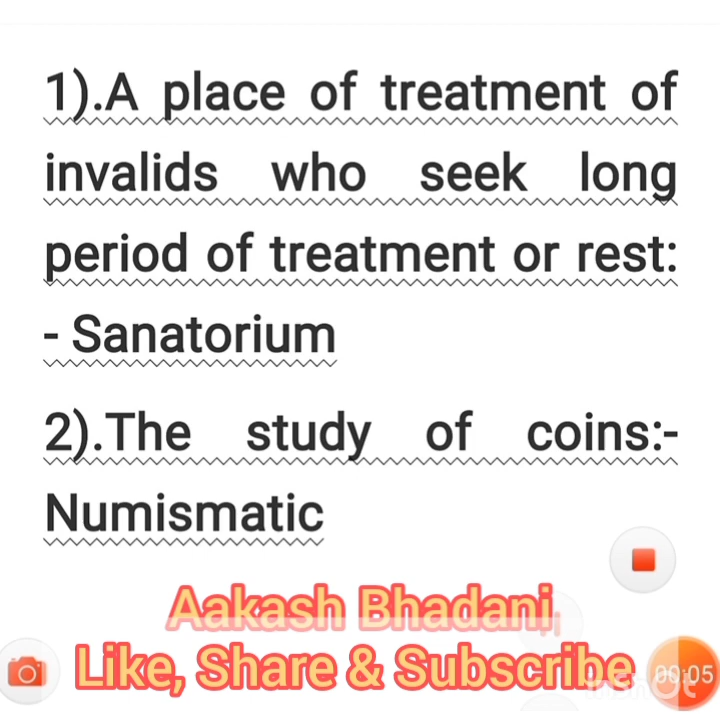 1).A place of treatment of
invalids who seek long
period of treatment or rest:
- Sanatorium
2).The study of coins:-
Numismatic
Aakash Bhadani
Like, Share & Subscribe
00:05
InShot